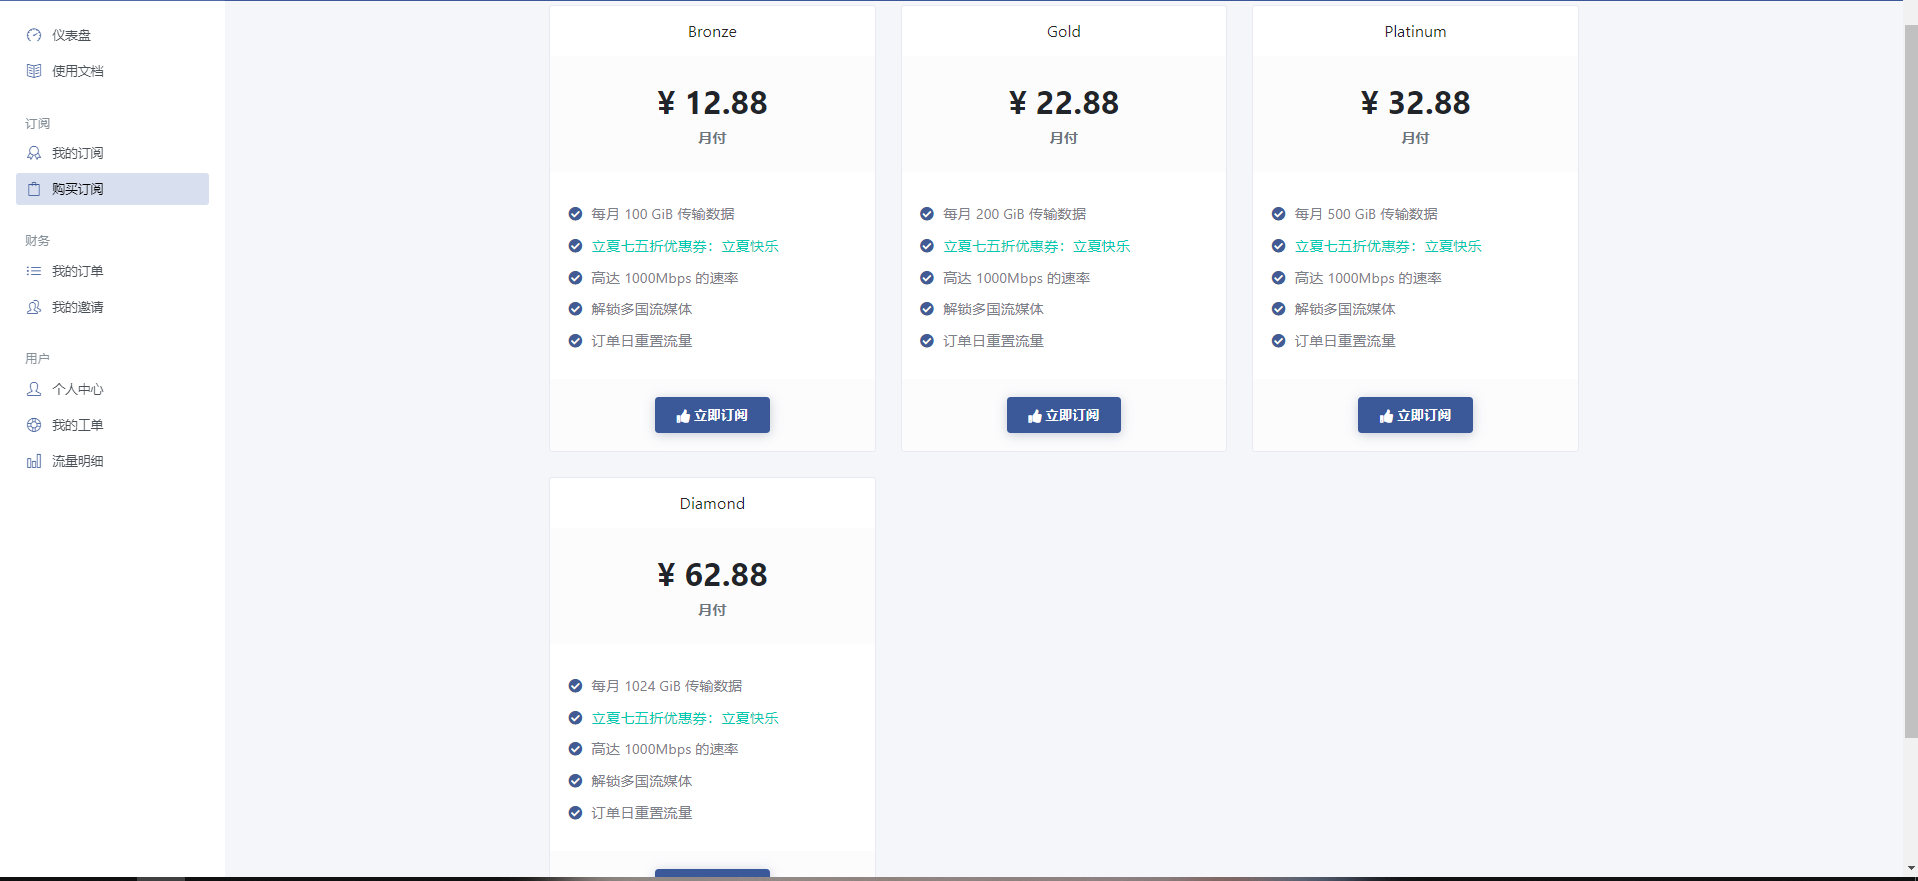 仪表盘
使用文档
订阅
我的订阅
购买订阅
财务
我的订单
我的邀请
用户
个人中心
我的工单
流量明细
Bronze
¥ 12.88
月付
每月 100 GiB 传输数据
立夏七五折优惠券：立夏快乐
高达 1000Mbps 的速率
解锁多国流媒体
订单日重置流量
立即订阅
Gold
¥ 22.88
月付
每月 200 GiB 传输数据
立夏七五折优惠券：立夏快乐
高达 1000Mbps 的速率
解锁多国流媒体
订单日重置流量
立即订阅
Platinum
¥ 32.88
月付
每月 500 GiB 传输数据
立夏七五折优惠券：立夏快乐
高达 1000Mbps 的速率
解锁多国流媒体
订单日重置流量
立即订阅
Diamond
¥ 62.88
月付
每月 1024 GiB 传输数据
立夏七五折优惠券：立夏快乐
高达 1000Mbps 的速率
解锁多国流媒体
订单日重置流量